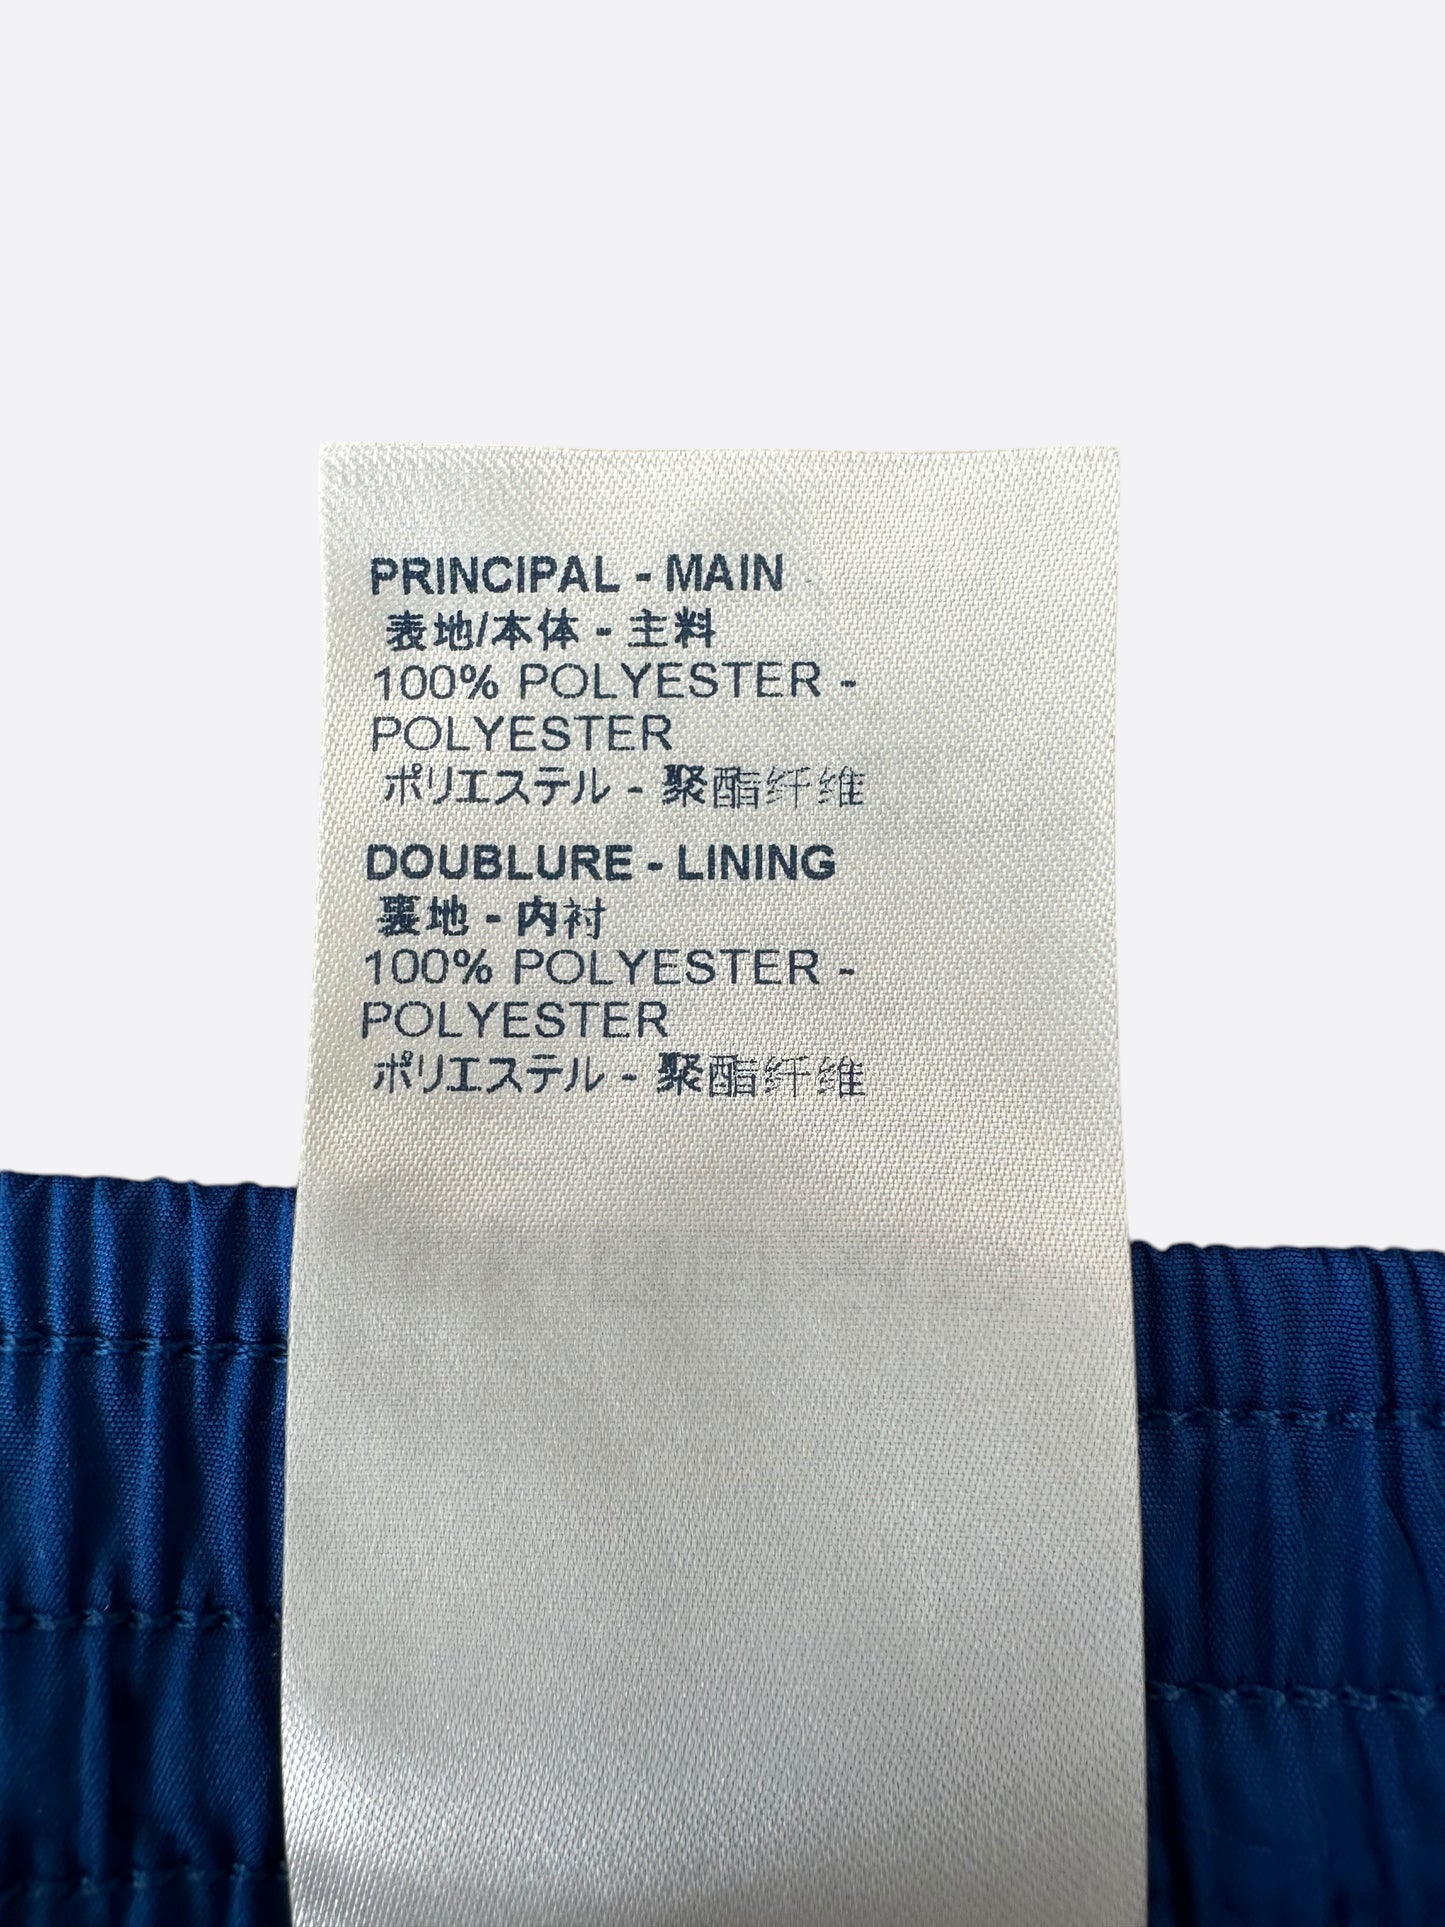 PRINCIPAL - MAIN
表地/本体 - 主料
100% POLYESTER -
POLYESTER
ポリエステル - 聚酯纤维
DOUBLURE - LINING
裏地 - 内衬
100% POLYESTER -
POLYESTER
ポリエステル - 聚酯纤维